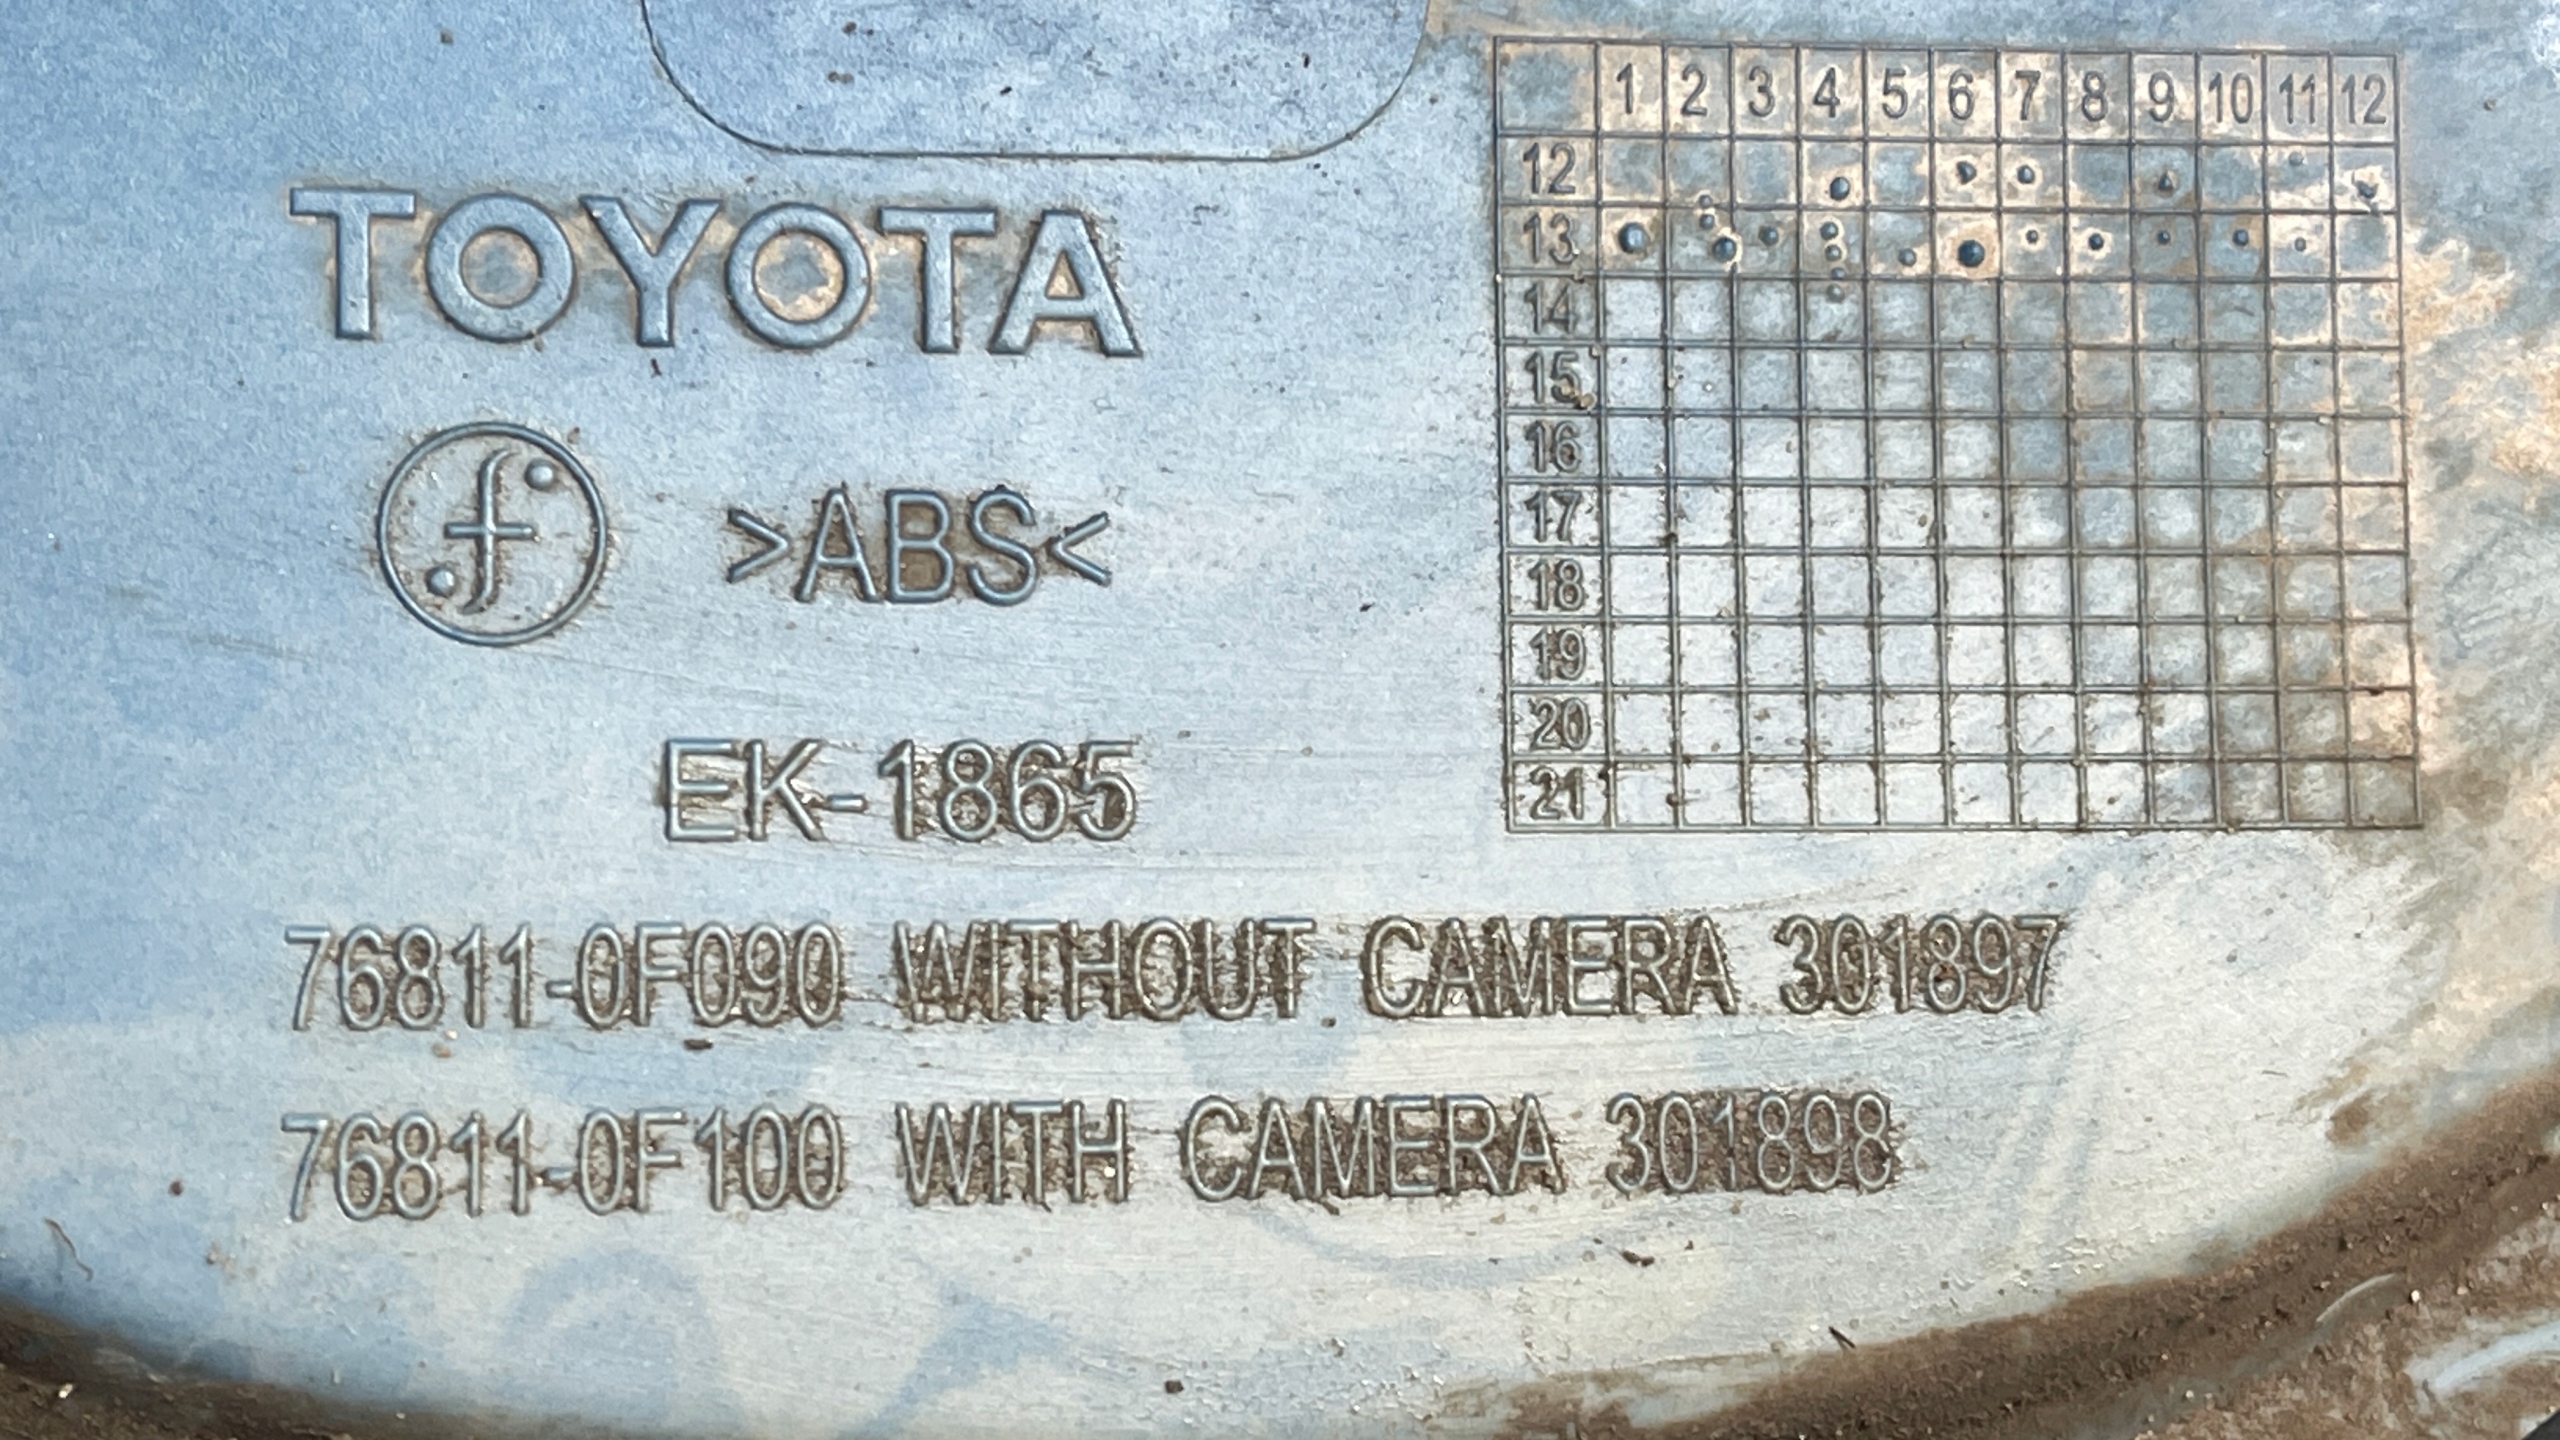 TOYOTA
f
>ABS<
EK-1865
76811-0F090 WITHOUT CAMERA 301897
76811-0F100 WITH CAMERA 301898
1 2 3 4 5 6 7 8 9 10 11 12
12
13
14
15
16
17
18
19
20
21